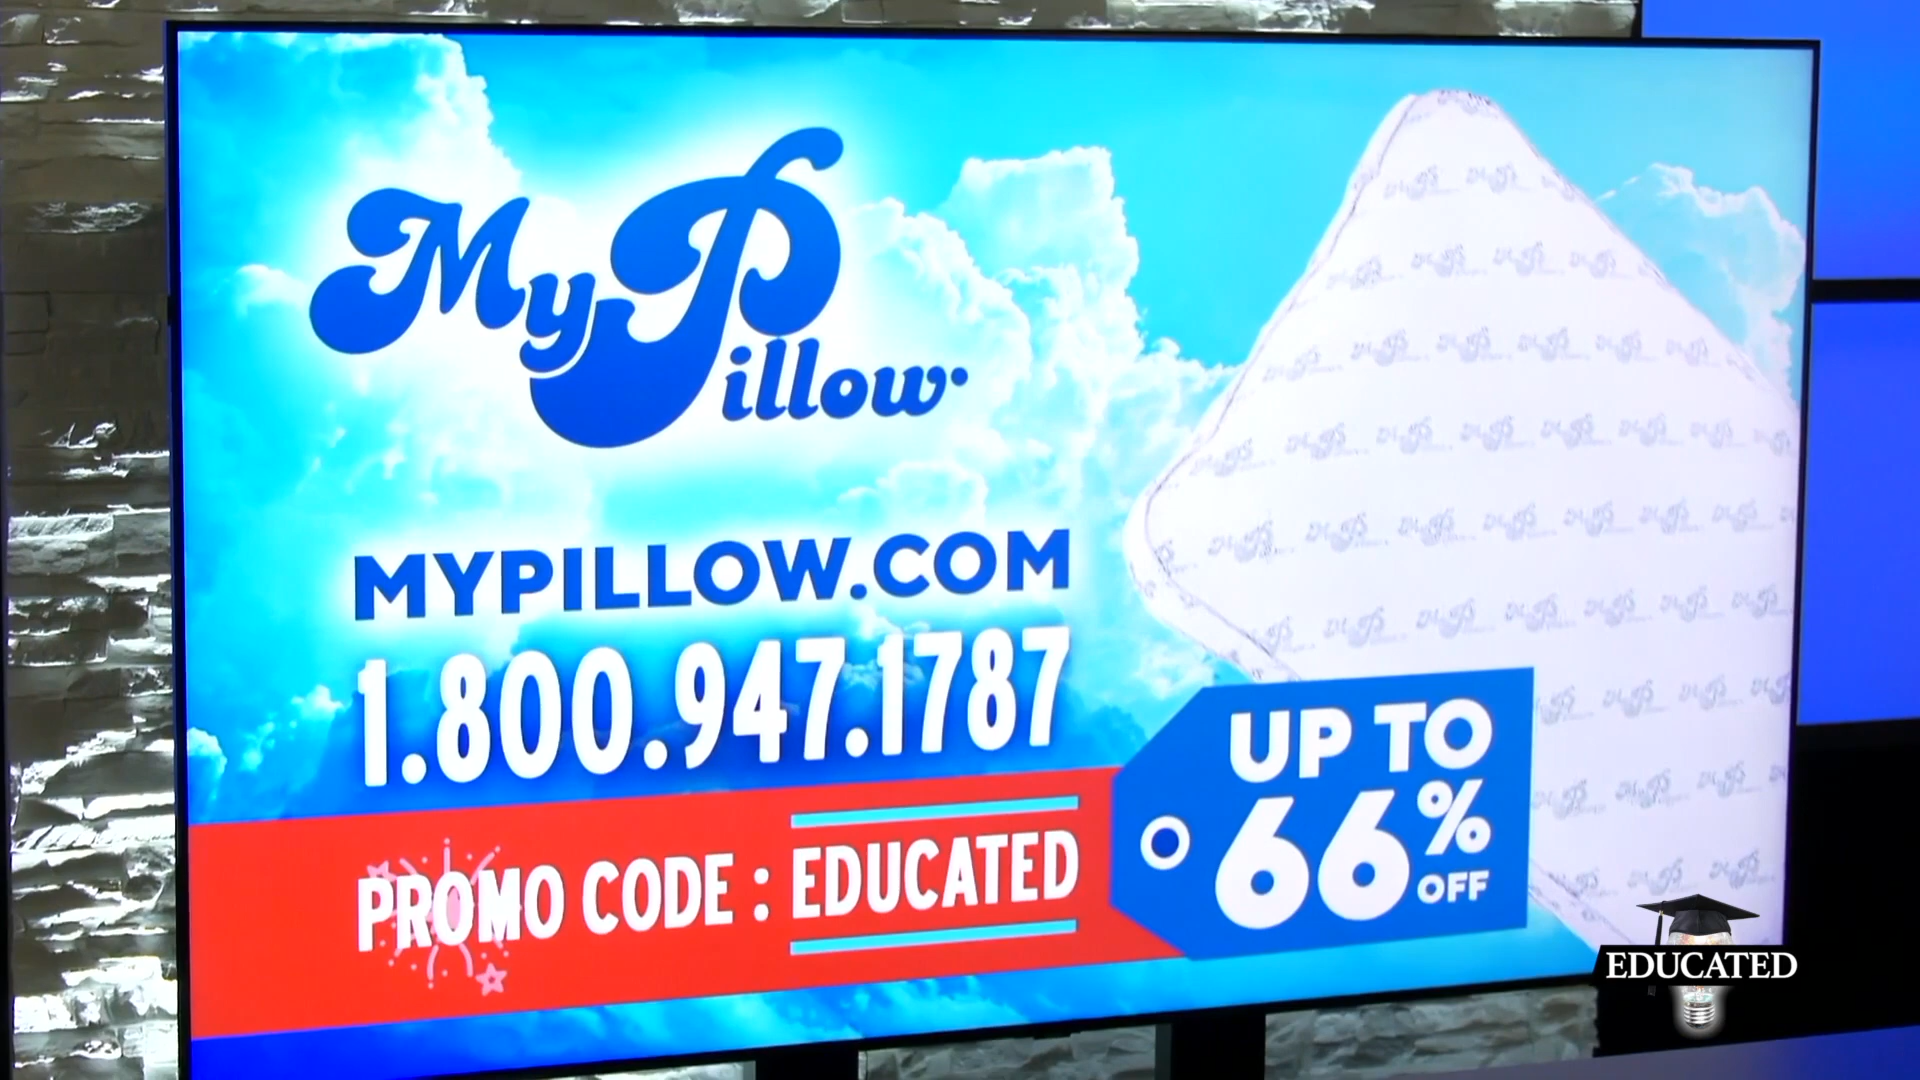 MyPillow
MYPILLOW.COM
1.800.947.1787
PROMO CODE : EDUCATED
UP TO
66%
OFF
EDUCATED